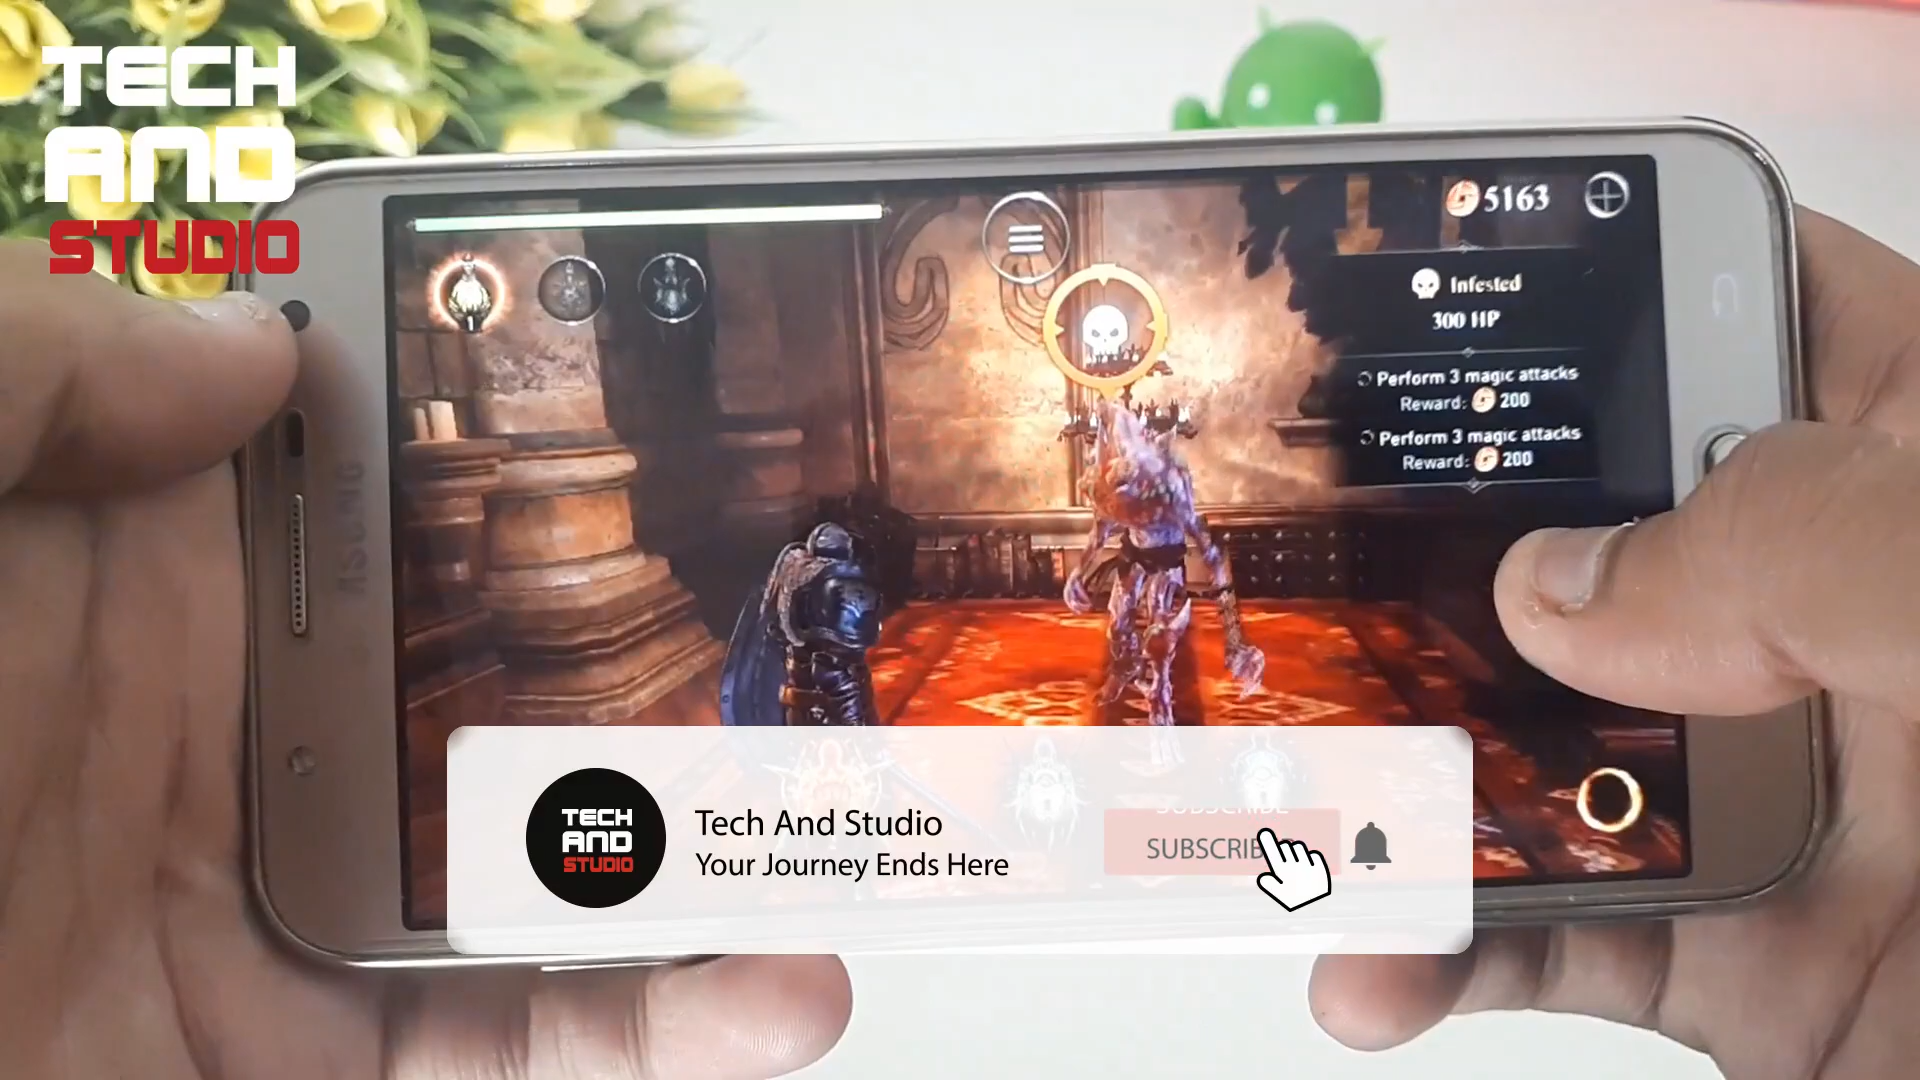 TECH
AND
STUDIO
5163
Infested
300 HP
Perform 3 magic attacks
Reward: 200
Perform 3 magic attacks
Reward: 200
TECH
AND
STUDIO
Tech And Studio
Your Journey Ends Here
SUBSCRIBE